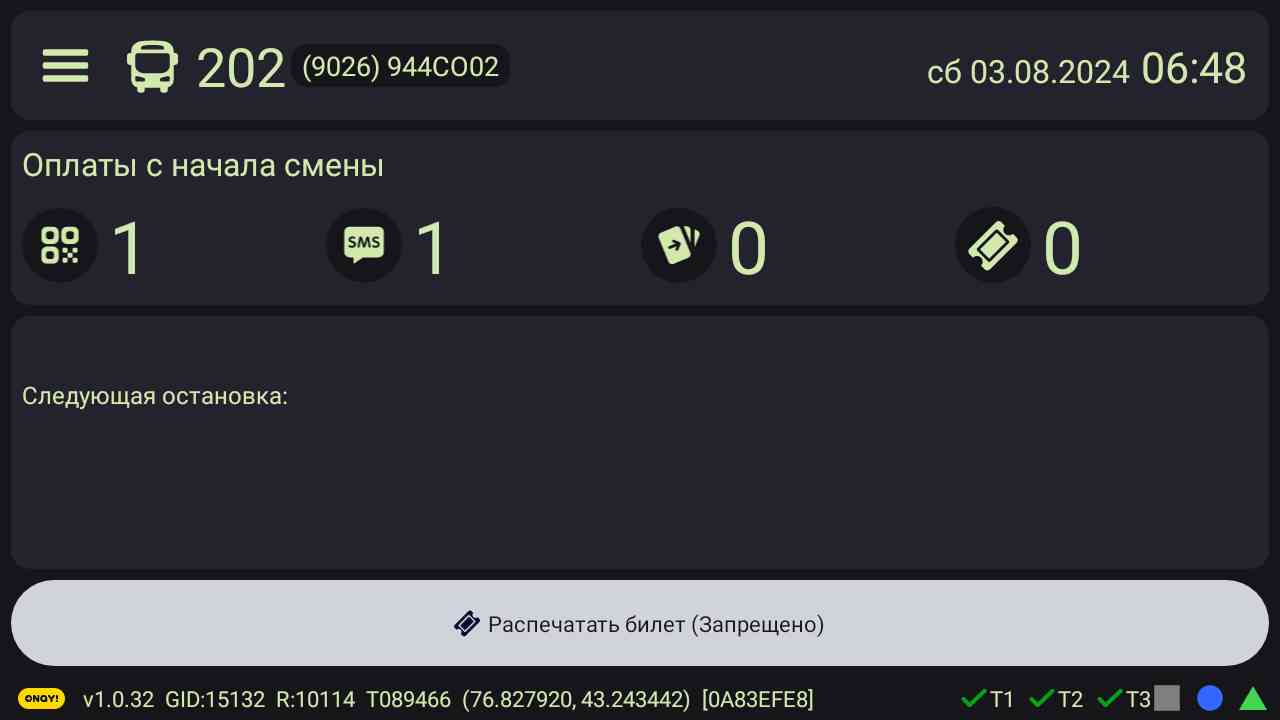 202 (9026) 944CO02 сб 03.08.2024 06:48
Оплаты с начала смены
1 SMS 1 0 0
Следующая остановка:
Распечатать билет (Запрещено)
ONAY! v1.0.32 GID:15132 R:10114 T089466 (76.827920, 43.243442) [0A83EFE8] T1 T2 T3